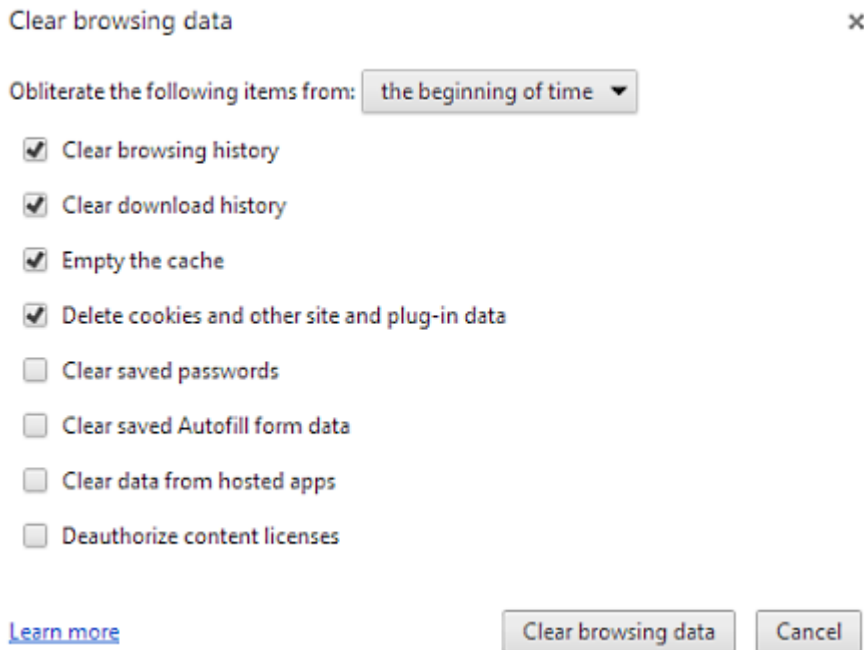 Clear browsing data
Obliterate the following items from: the beginning of time
Clear browsing history
Clear download history
Empty the cache
Delete cookies and other site and plug-in data
Clear saved passwords
Clear saved Autofill form data
Clear data from hosted apps
Deauthorize content licenses
Learn more Clear browsing data Cancel